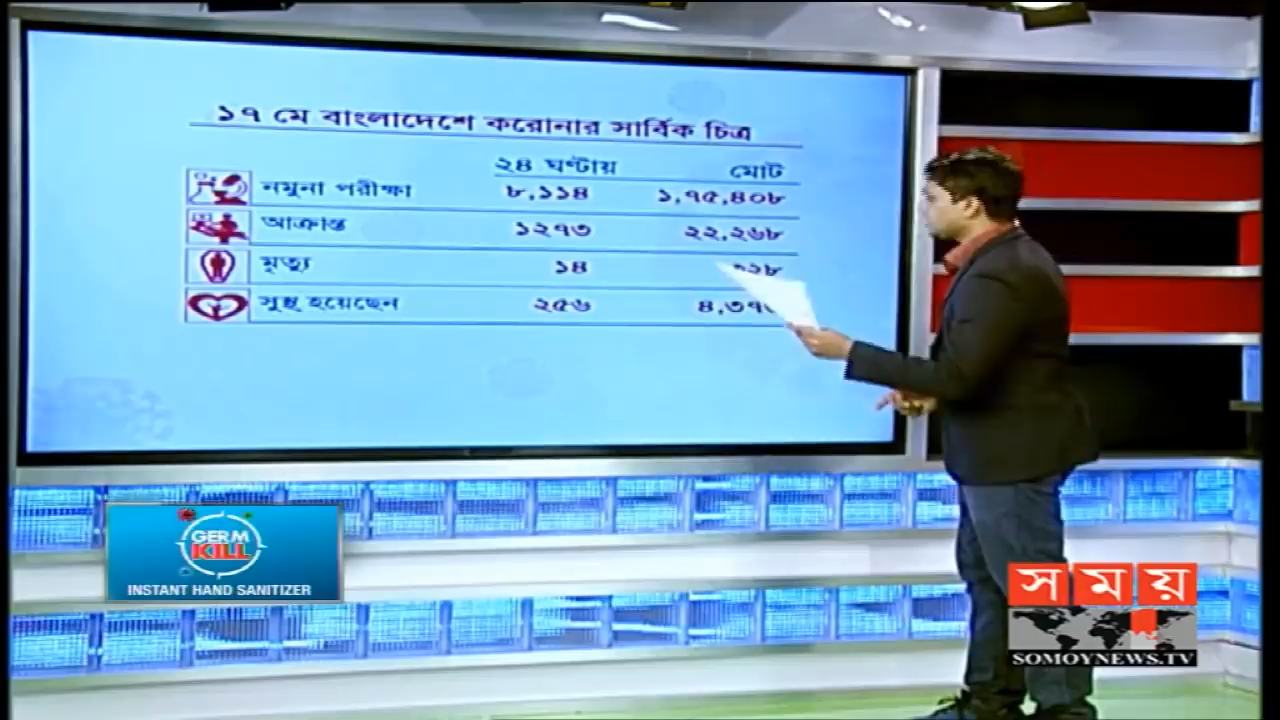 ১৭ মে বাংলাদেশে করোনার সার্বিক চিত্র
২৪ ঘণ্টায় মোট
নমুনা পরীক্ষা ৮,১১৪ ১,৭৫,৪০৮
আক্রান্ত ১২৭৩ ২২,২৬৮
মৃত্যু ১৪
সুস্থ হয়েছেন ২৫৬
GERM
KILL
INSTANT HAND SANITIZER
সময়
SOMOYNEWS.TV